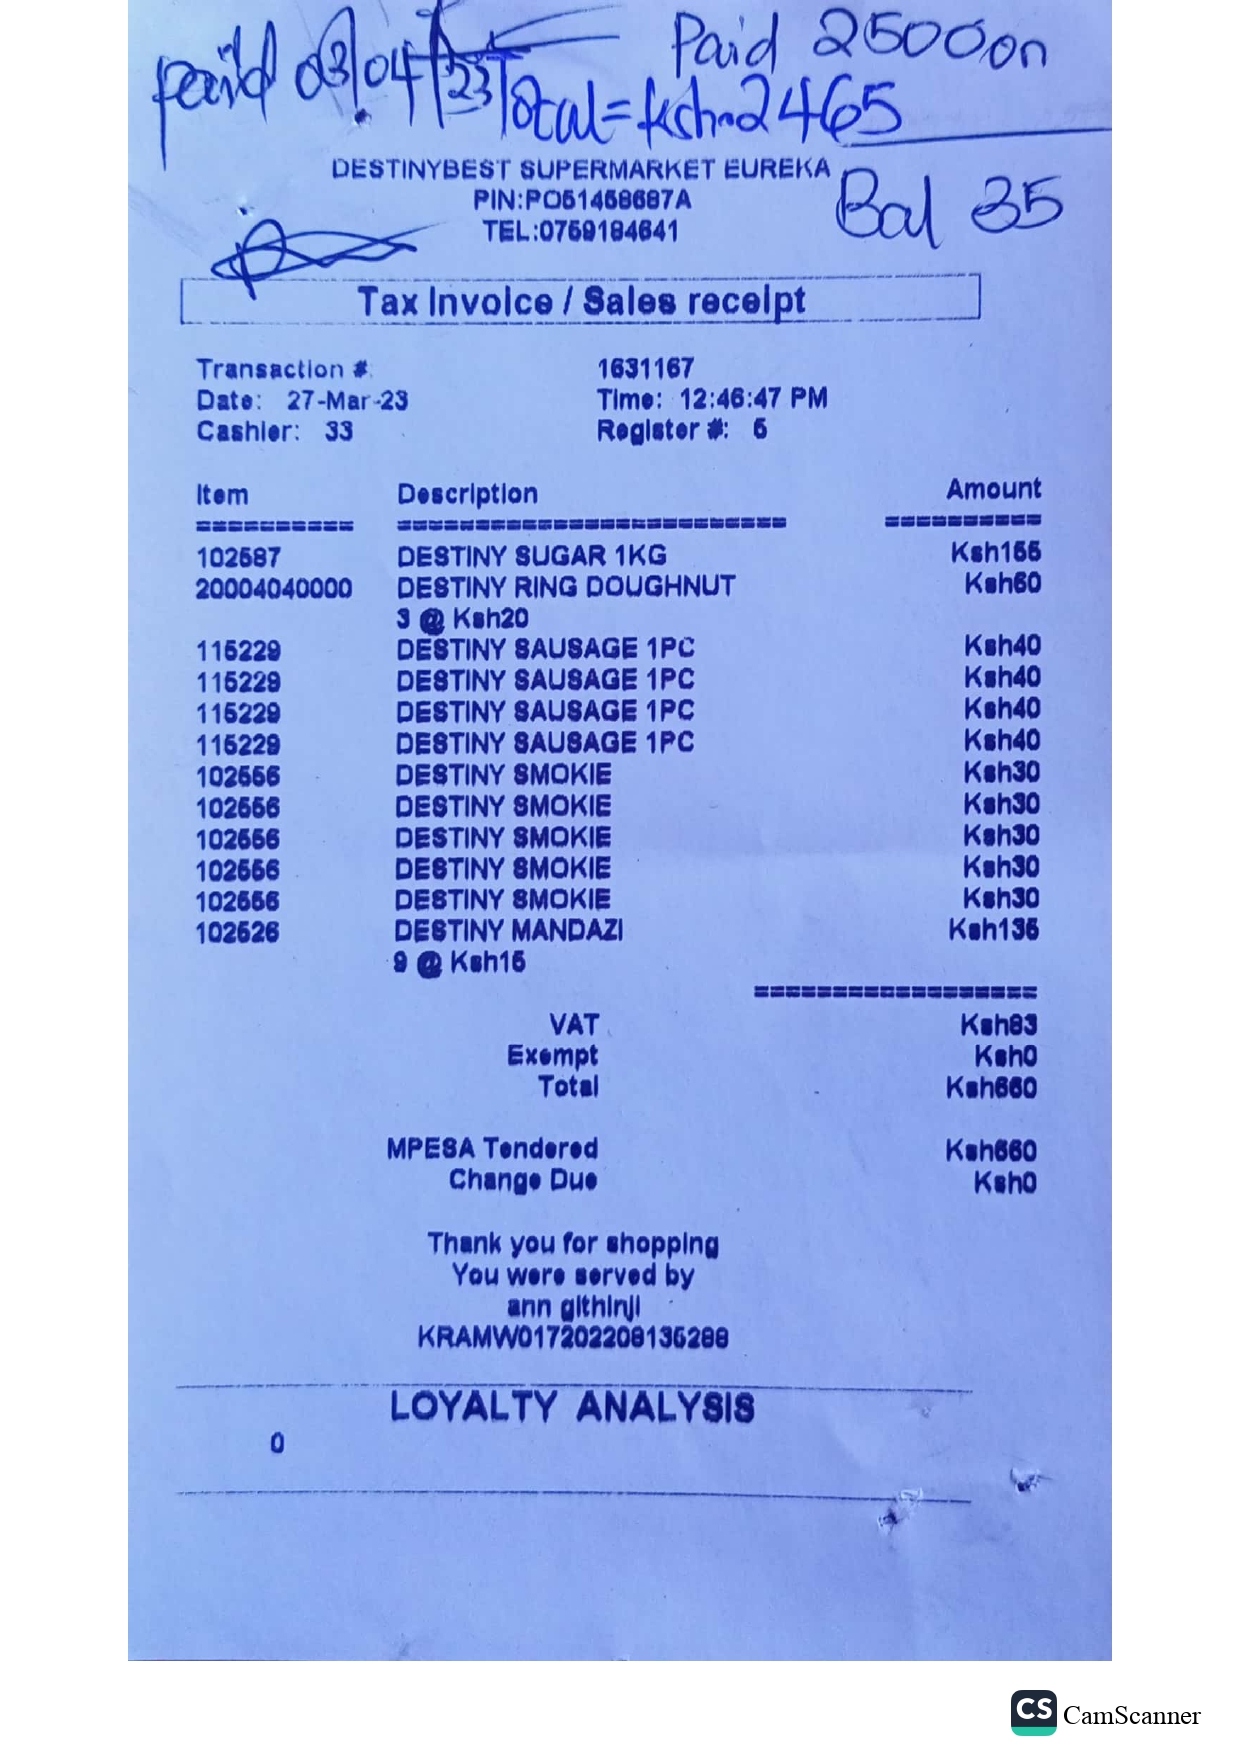 Paid 2500 on
paid 03/04/23 Total = ksh 2465
DESTINYBEST SUPERMARKET EUREKA
PIN:PO51458687A
Bal 35
TEL:0759184641
Tax Invoice / Sales receipt
Transaction #: 1631167
Date: 27-Mar-23 Time: 12:46:47 PM
Cashier: 33 Register #: 5
Item Description Amount
========== ========================= ==========
102587 DESTINY SUGAR 1KG Ksh155
20004040000 DESTINY RING DOUGHNUT Ksh60
3 @ Ksh20
115229 DESTINY SAUSAGE 1PC Ksh40
115229 DESTINY SAUSAGE 1PC Ksh40
115229 DESTINY SAUSAGE 1PC Ksh40
115229 DESTINY SAUSAGE 1PC Ksh40
102556 DESTINY SMOKIE Ksh30
102556 DESTINY SMOKIE Ksh30
102556 DESTINY SMOKIE Ksh30
102556 DESTINY SMOKIE Ksh30
102556 DESTINY SMOKIE Ksh30
102526 DESTINY MANDAZI Ksh135
9 @ Ksh15
==================
VAT Ksh83
Exempt Ksh0
Total Ksh660
MPESA Tendered Ksh660
Change Due Ksh0
Thank you for shopping
You were served by
ann githinji
KRAMW017202208135288
LOYALTY ANALYSIS
0
CS CamScanner